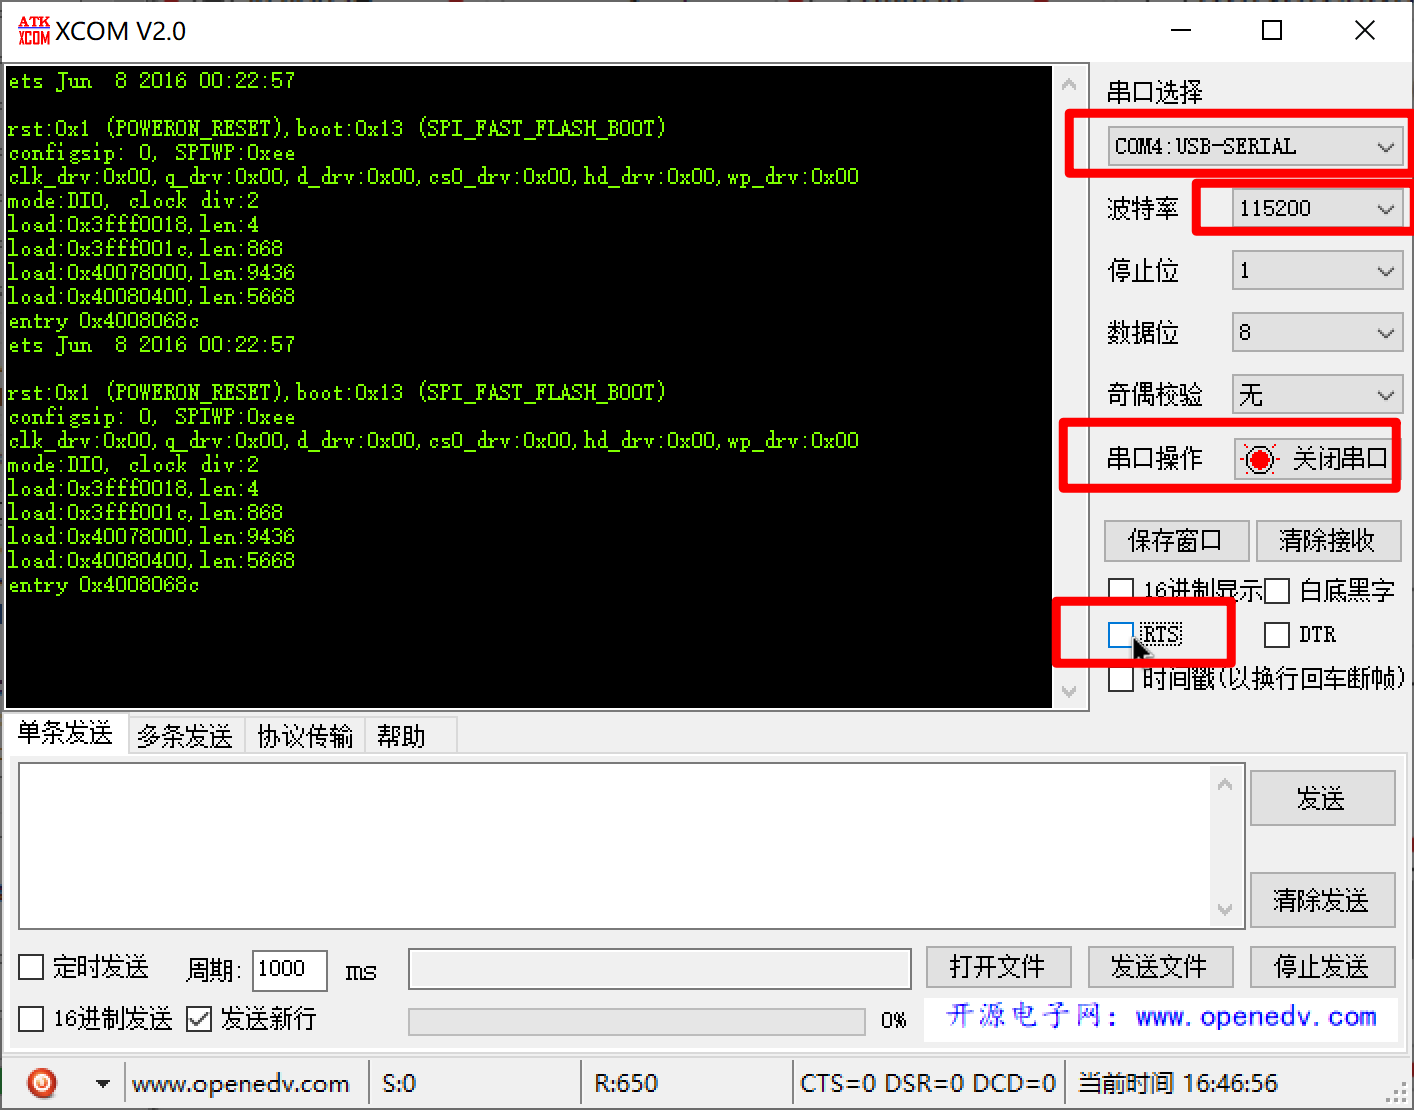 ATK
XCOM XCOM V2.0
ets Jun  8 2016 00:22:57
rst:0x1 (POWERON_RESET),boot:0x13 (SPI_FAST_FLASH_BOOT)
configsip: 0, SPIWP:0xee
clk_drv:0x00,q_drv:0x00,d_drv:0x00,cs0_drv:0x00,hd_drv:0x00,wp_drv:0x00
mode:DIO, clock div:2
load:0x3fff0018,len:4
load:0x3fff001c,len:868
load:0x40078000,len:9436
load:0x40080400,len:5668
entry 0x4008068c
ets Jun  8 2016 00:22:57
rst:0x1 (POWERON_RESET),boot:0x13 (SPI_FAST_FLASH_BOOT)
configsip: 0, SPIWP:0xee
clk_drv:0x00,q_drv:0x00,d_drv:0x00,cs0_drv:0x00,hd_drv:0x00,wp_drv:0x00
mode:DIO, clock div:2
load:0x3fff0018,len:4
load:0x3fff001c,len:868
load:0x40078000,len:9436
load:0x40080400,len:5668
entry 0x4008068c
串口选择
COM4:USB-SERIAL
波特率 115200
停止位 1
数据位 8
奇偶校验 无
串口操作 关闭串口
保存窗口 清除接收
16进制显示 白底黑字
RTS DTR
时间戳(以换行回车断帧)
单条发送 多条发送 协议传输 帮助
发送
清除发送
定时发送 周期: 1000 ms 打开文件 发送文件 停止发送
16进制发送 发送新行 0% 开源电子网: www.openedv.com
www.openedv.com S:0 R:650 CTS=0 DSR=0 DCD=0 当前时间 16:46:56